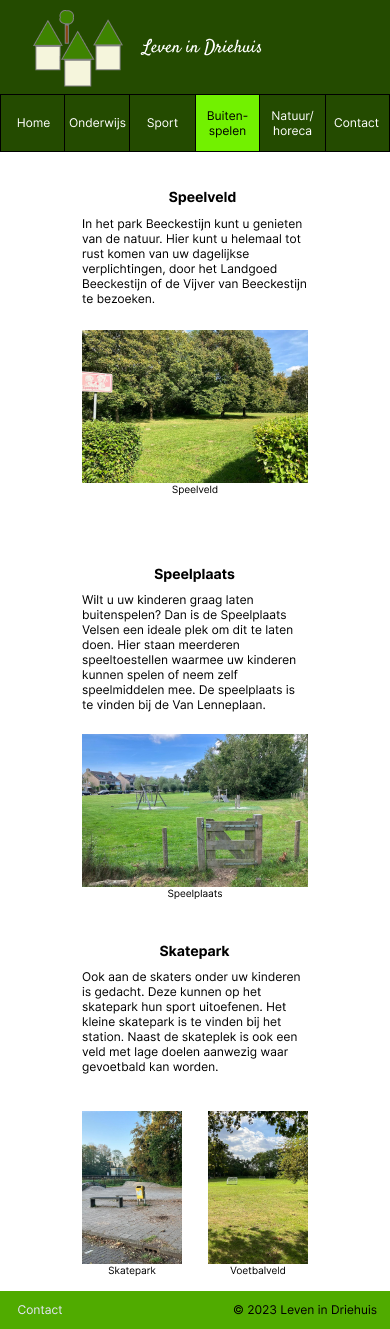 Leven in Driehuis
Home
Onderwijs
Sport
Buiten-
spelen
Natuur/
horeca
Contact
Speelveld
In het park Beeckestijn kunt u genieten
van de natuur. Hier kunt u helemaal tot
rust komen van uw dagelijkse
verplichtingen, door het Landgoed
Beeckestijn of de Vijver van Beeckestijn
te bezoeken.
Speelveld
Speelplaats
Wilt u uw kinderen graag laten
buitenspelen? Dan is de Speelplaats
Velsen een ideale plek om dit te laten
doen. Hier staan meerderen
speeltoestellen waarmee uw kinderen
kunnen spelen of neem zelf
speelmiddelen mee. De speelplaats is
te vinden bij de Van Lenneplaan.
Speelplaats
Skatepark
Ook aan de skaters onder uw kinderen
is gedacht. Deze kunnen op het
skatepark hun sport uitoefenen. Het
kleine skatepark is te vinden bij het
station. Naast de skateplek is ook een
veld met lage doelen aanwezig waar
gevoetbald kan worden.
Skatepark
Voetbalveld
Contact
© 2023 Leven in Driehuis